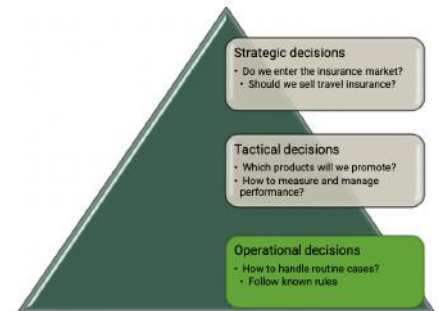 Strategic decisions
• Do we enter the insurance market?
• Should we sell travel insurance?
Tactical decisions
• Which products will we promote?
• How to measure and manage
performance?
Operational decisions
• How to handle routine cases?
• Follow known rules